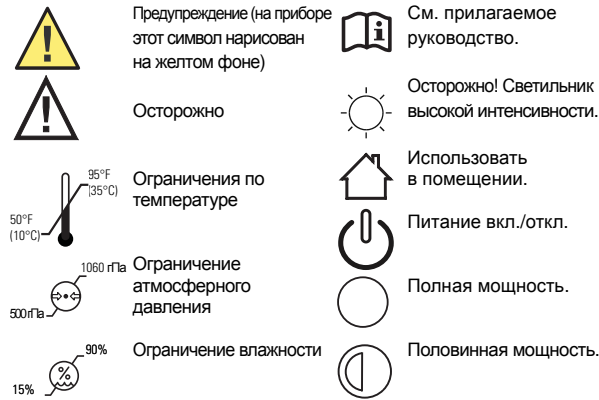 Предупреждение (на приборе
этот символ нарисован
на желтом фоне)
Осторожно
95°F
(35°C)
50°F
(10°C)
Ограничения по
температуре
1060 гПа
500 гПа
Ограничение
атмосферного
давления
90%
%
15%
Ограничение влажности
См. прилагаемое
руководство.
Осторожно! Светильник
высокой интенсивности.
Использовать
в помещении.
Питание вкл./откл.
Полная мощность.
Половинная мощность.